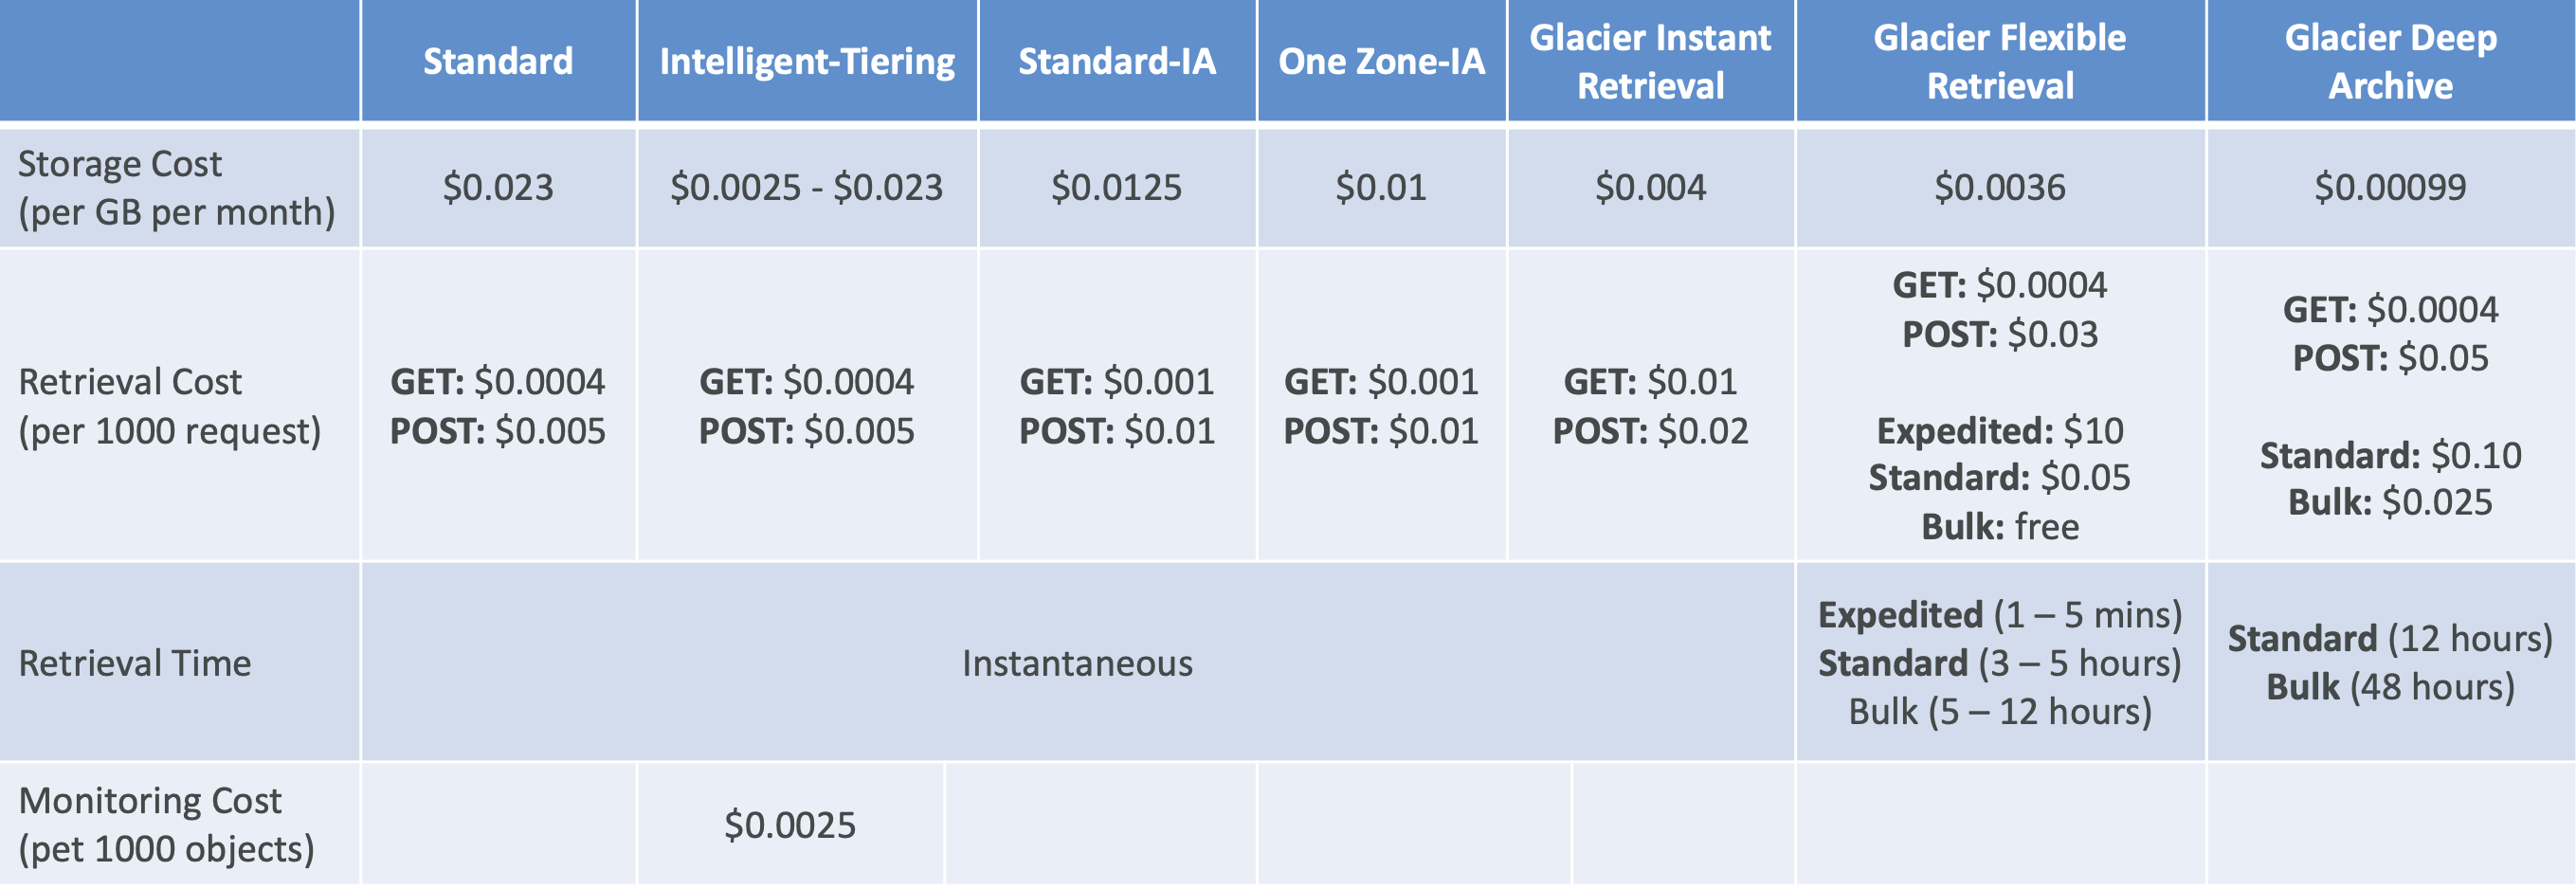 Standard
Intelligent-Tiering
Standard-IA
One Zone-IA
Glacier Instant
Retrieval
Glacier Flexible
Retrieval
Glacier Deep
Archive
Storage Cost
(per GB per month)
$0.023
$0.0025 - $0.023
$0.0125
$0.01
$0.004
$0.0036
$0.00099
Retrieval Cost
(per 1000 request)
GET: $0.0004
POST: $0.005
GET: $0.0004
POST: $0.005
GET: $0.001
POST: $0.01
GET: $0.001
POST: $0.01
GET: $0.01
POST: $0.02
GET: $0.0004
POST: $0.03
Expedited: $10
Standard: $0.05
Bulk: free
GET: $0.0004
POST: $0.05
Standard: $0.10
Bulk: $0.025
Retrieval Time
Instantaneous
Expedited (1 – 5 mins)
Standard (3 – 5 hours)
Bulk (5 – 12 hours)
Standard (12 hours)
Bulk (48 hours)
Monitoring Cost
(pet 1000 objects)
$0.0025